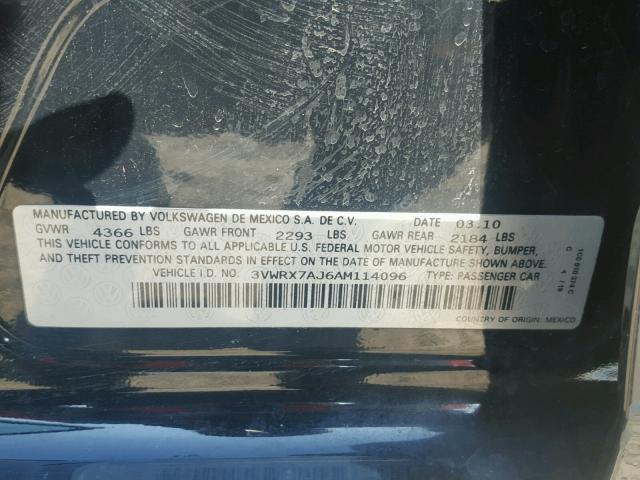 MANUFACTURED BY VOLKSWAGEN DE MEXICO S.A. DE C.V. DATE 03.10
GVWR 4366 LBS GAWR FRONT 2293 LBS GAWR REAR 2184 LBS
THIS VEHICLE CONFORMS TO ALL APPLICABLE U.S. FEDERAL MOTOR VEHICLE SAFETY, BUMPER,
AND THEFT PREVENTION STANDARDS IN EFFECT ON THE DATE OF MANUFACTURE SHOWN ABOVE.
VEHICLE I.D. NO. 3VWRX7AJ6AM114096 TYPE: PASSENGER CAR
COUNTRY OF ORIGIN: MEXICO